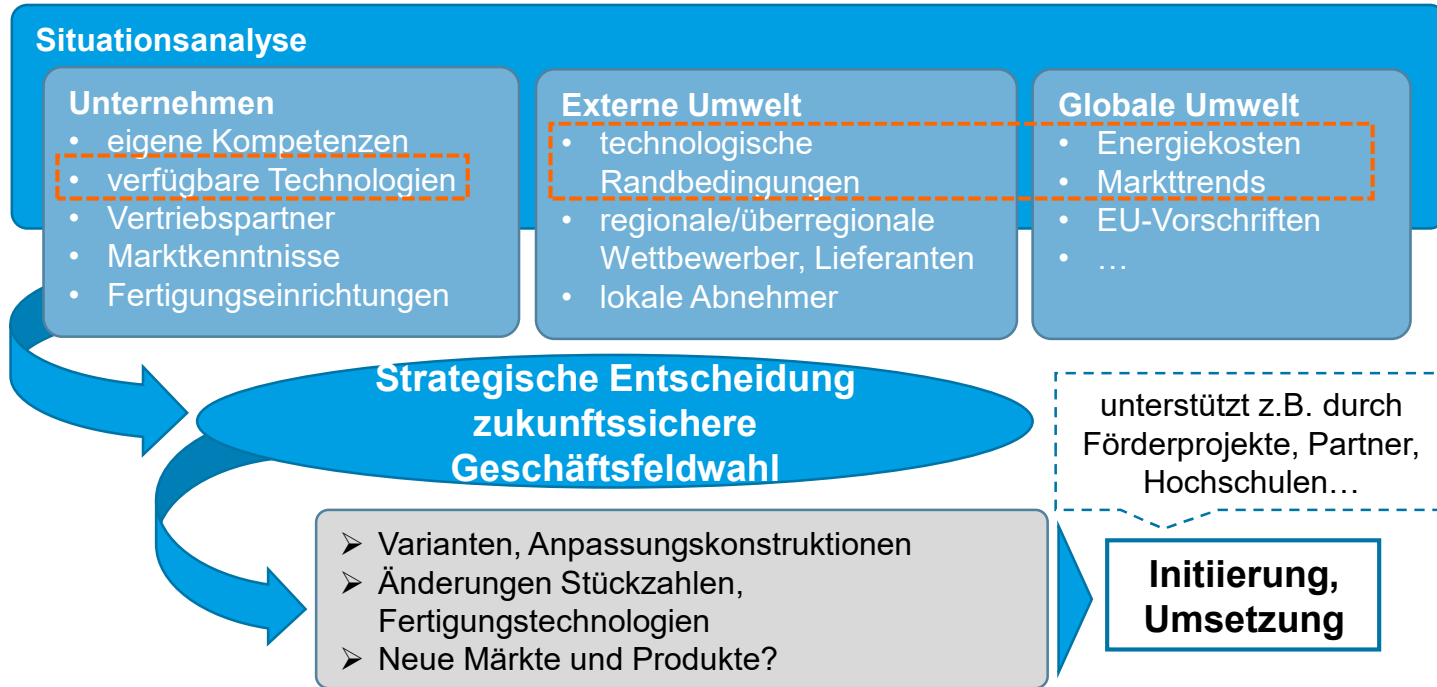 Situationsanalyse
Unternehmen
• eigene Kompetenzen
• verfügbare Technologien
• Vertriebspartner
• Marktkenntnisse
• Fertigungseinrichtungen
Externe Umwelt
• technologische
Randbedingungen
• regionale/überregionale
Wettbewerber, Lieferanten
• lokale Abnehmer
Globale Umwelt
• Energiekosten
• Markttrends
• EU-Vorschriften
• …
Strategische Entscheidung
zukunftssichere
Geschäftsfeldwahl
unterstützt z.B. durch
Förderprojekte, Partner,
Hochschulen…
➢ Varianten, Anpassungskonstruktionen
➢ Änderungen Stückzahlen,
Fertigungstechnologien
➢ Neue Märkte und Produkte?
Initiierung,
Umsetzung